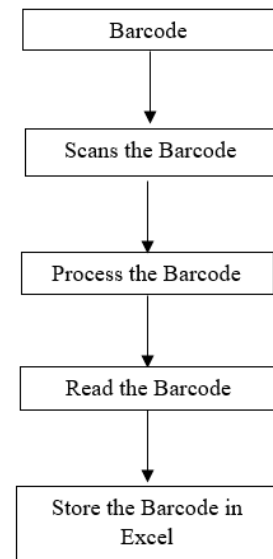 Barcode
Scans the Barcode
Process the Barcode
Read the Barcode
Store the Barcode in
Excel